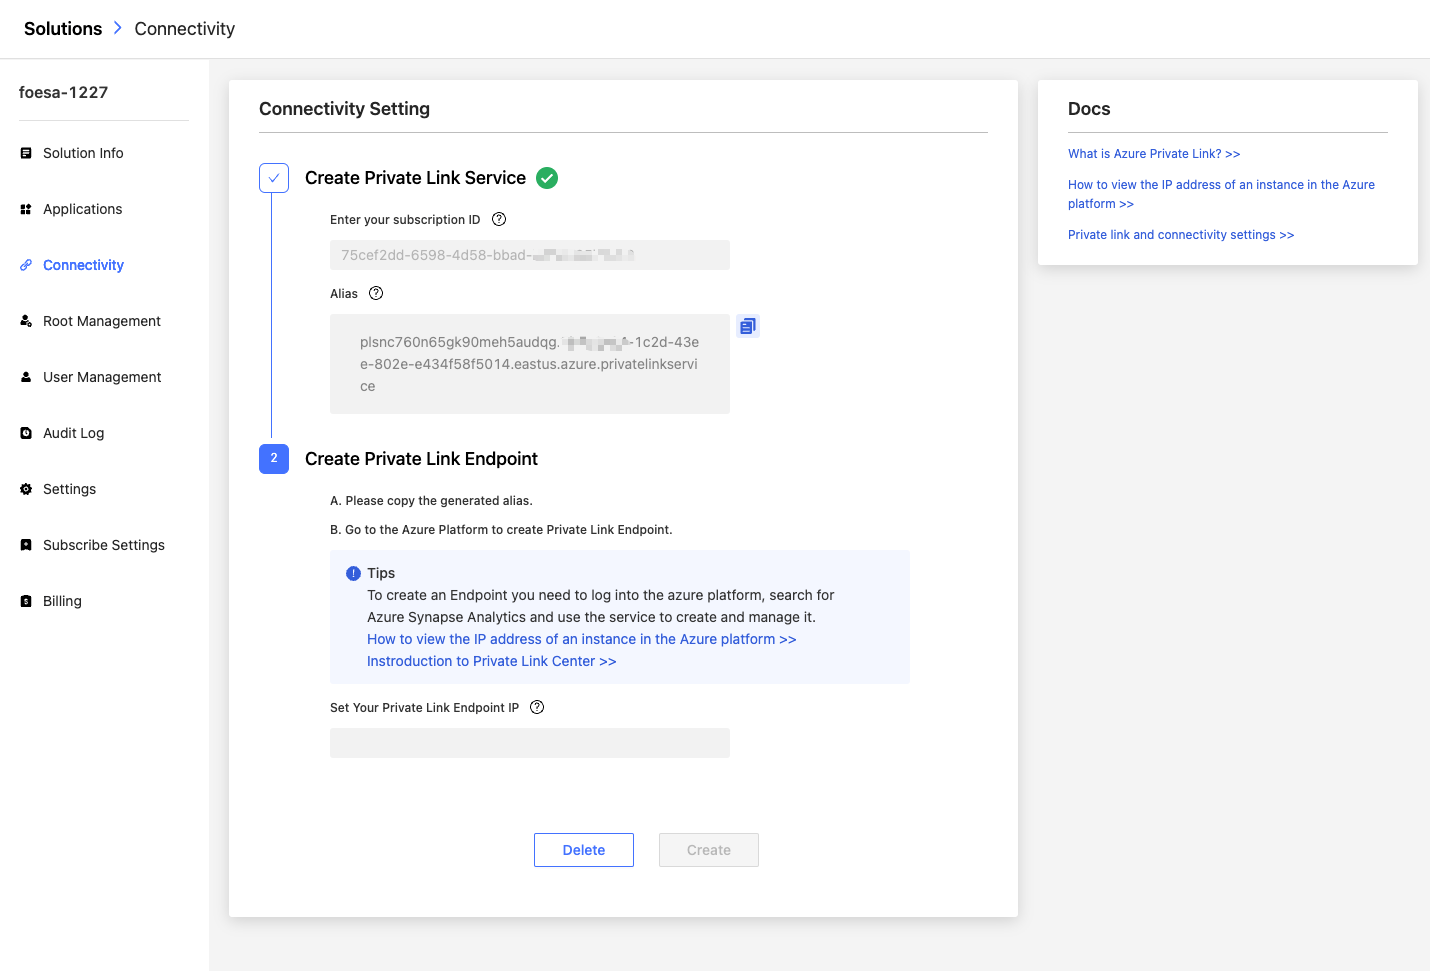 Solutions > Connectivity
foesa-1227
Solution Info
Applications
Connectivity
Root Management
User Management
Audit Log
Settings
Subscribe Settings
Billing
Connectivity Setting
Create Private Link Service
Enter your subscription ID
75cef2dd-6598-4d58-bbad-
Alias
plsnc760n65gk90meh5audqg. -1c2d-43e
e-802e-e434f58f5014.eastus.azure.privatelinkservi
ce
2 Create Private Link Endpoint
A. Please copy the generated alias.
B. Go to the Azure Platform to create Private Link Endpoint.
Tips
To create an Endpoint you need to log into the azure platform, search for
Azure Synapse Analytics and use the service to create and manage it.
How to view the IP address of an instance in the Azure platform >>
Instroduction to Private Link Center >>
Set Your Private Link Endpoint IP
Delete
Create
Docs
What is Azure Private Link? >>
How to view the IP address of an instance in the Azure
platform >>
Private link and connectivity settings >>